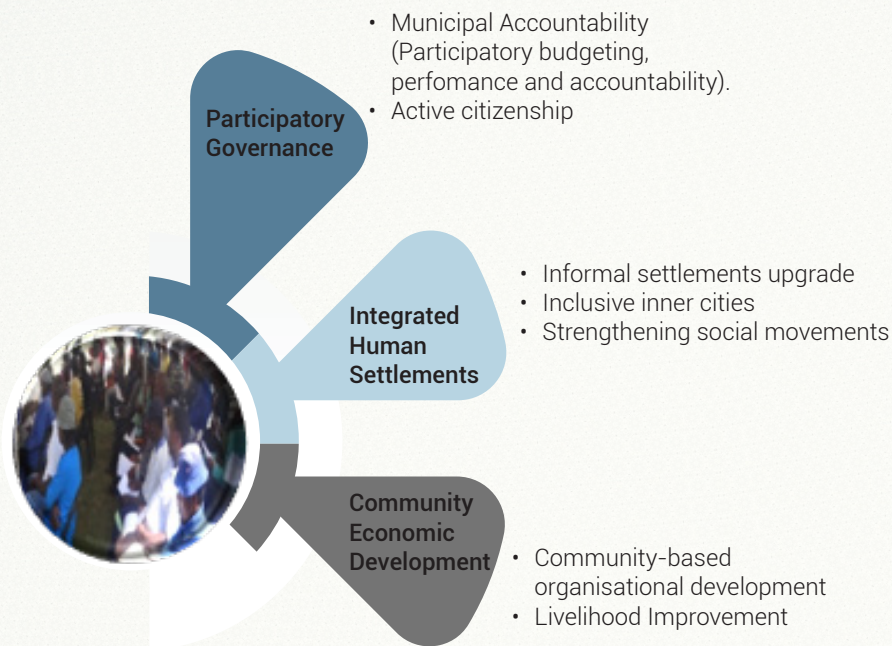 • Municipal Accountability
(Participatory budgeting,
perfomance and accountability).
• Active citizenship
Participatory
Governance
• Informal settlements upgrade
• Inclusive inner cities
• Strengthening social movements
Integrated
Human
Settlements
Community
Economic
Development
• Community-based
organisational development
• Livelihood Improvement